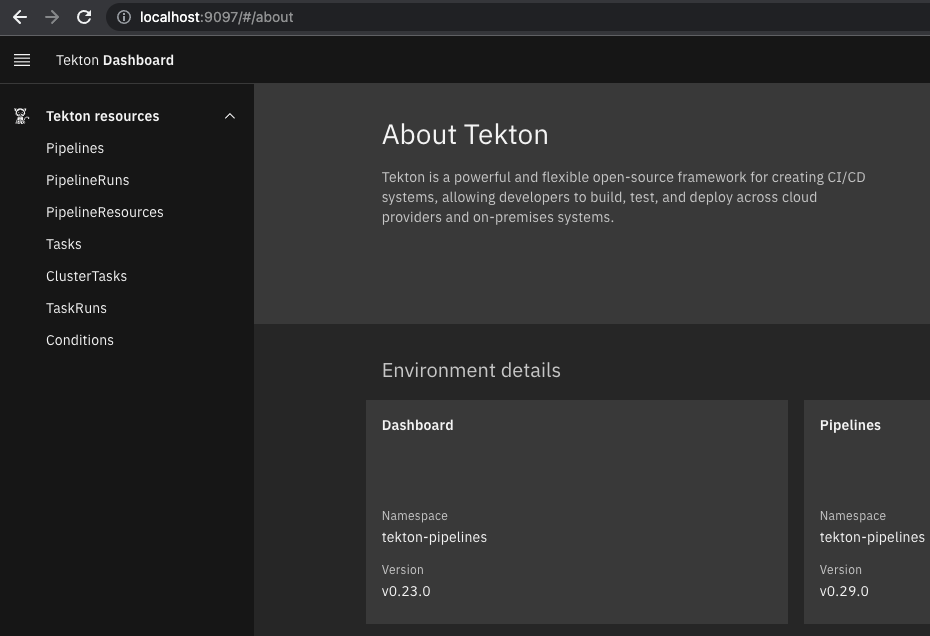 localhost:9097/#/about
Tekton Dashboard
Tekton resources
Pipelines
PipelineRuns
PipelineResources
Tasks
ClusterTasks
TaskRuns
Conditions
About Tekton
Tekton is a powerful and flexible open-source framework for creating CI/CD
systems, allowing developers to build, test, and deploy across cloud
providers and on-premises systems.
Environment details
Dashboard
Namespace
tekton-pipelines
Version
v0.23.0
Pipelines
Namespace
tekton-pipelines
Version
v0.29.0